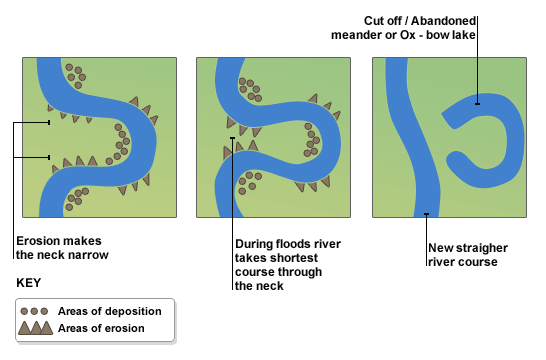 Cut off / Abandoned
meander or Ox - bow lake
Erosion makes
the neck narrow
During floods river
takes shortest
course through
the neck
New straigher
river course
KEY
Areas of deposition
Areas of erosion